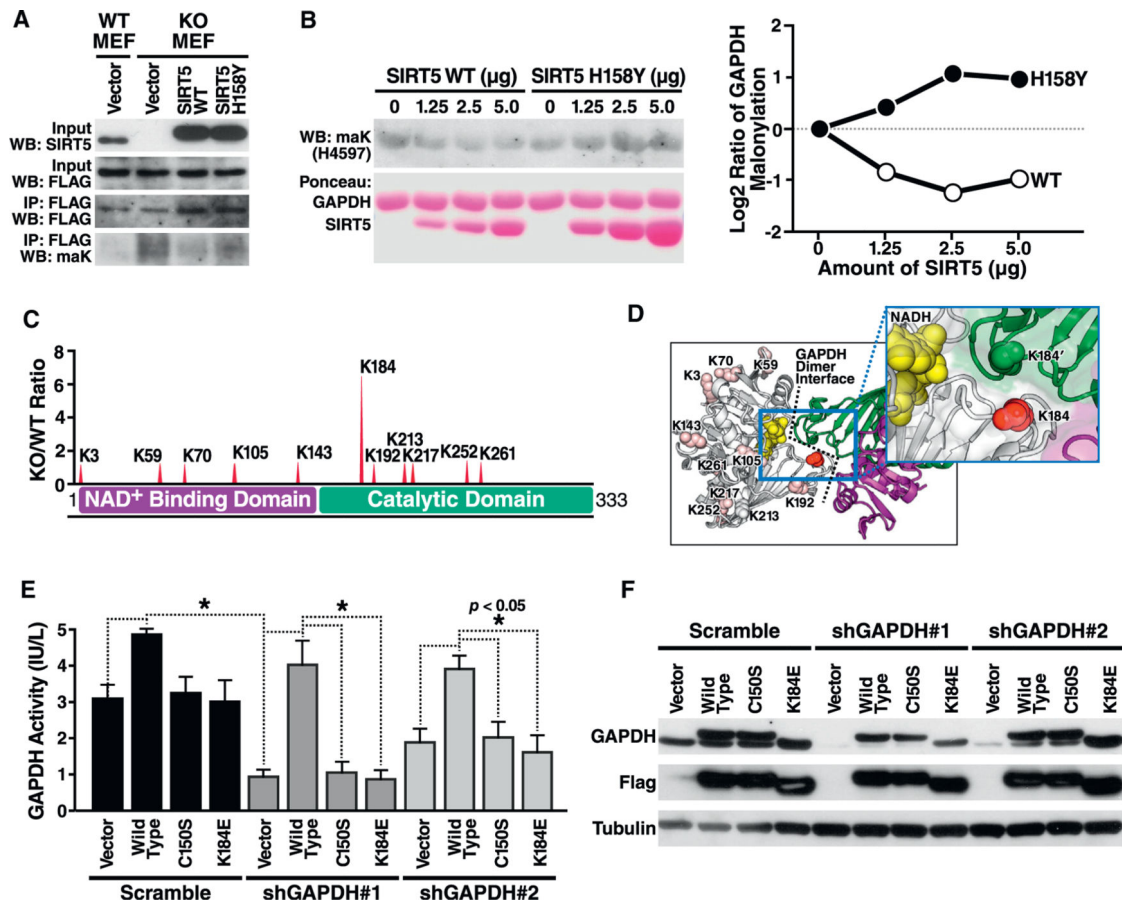 A
WT
MEF
KO
MEF
Vector
Vector
SIRT5
WT
SIRT5
H158Y
Input
WB: SIRT5
Input
WB: FLAG
IP: FLAG
WB: FLAG
IP: FLAG
WB: maK
B
SIRT5 WT (µg) SIRT5 H158Y (µg)
0 1.25 2.5 5.0 0 1.25 2.5 5.0
WB: maK
(H4597)
Ponceau:
GAPDH
SIRT5
Log2 Ratio of GAPDH
Malonylation
2
1
0
-1
-2
H158Y
WT
0 1.25 2.5 5.0
Amount of SIRT5 (µg)
C
KO/WT Ratio
8
6
4
2
0
K184
K3 K59 K70 K105 K143 K192 K213 K217 K252 K261
1 NAD+ Binding Domain Catalytic Domain 333
D
K70
K59
K3
GAPDH
Dimer
Interface
K143
K105
K261
K217
K192
K252
K213
NADH
K184′
K184
E
GAPDH Activity (IU/L)
5
4
3
2
1
0
*
*
p < 0.05
*
Vector Wild Type C150S K184E Vector Wild Type C150S K184E Vector Wild Type C150S K184E
Scramble shGAPDH#1 shGAPDH#2
F
Scramble shGAPDH#1 shGAPDH#2
Vector Wild Type C150S K184E Vector Wild Type C150S K184E Vector Wild Type C150S K184E
GAPDH
Flag
Tubulin